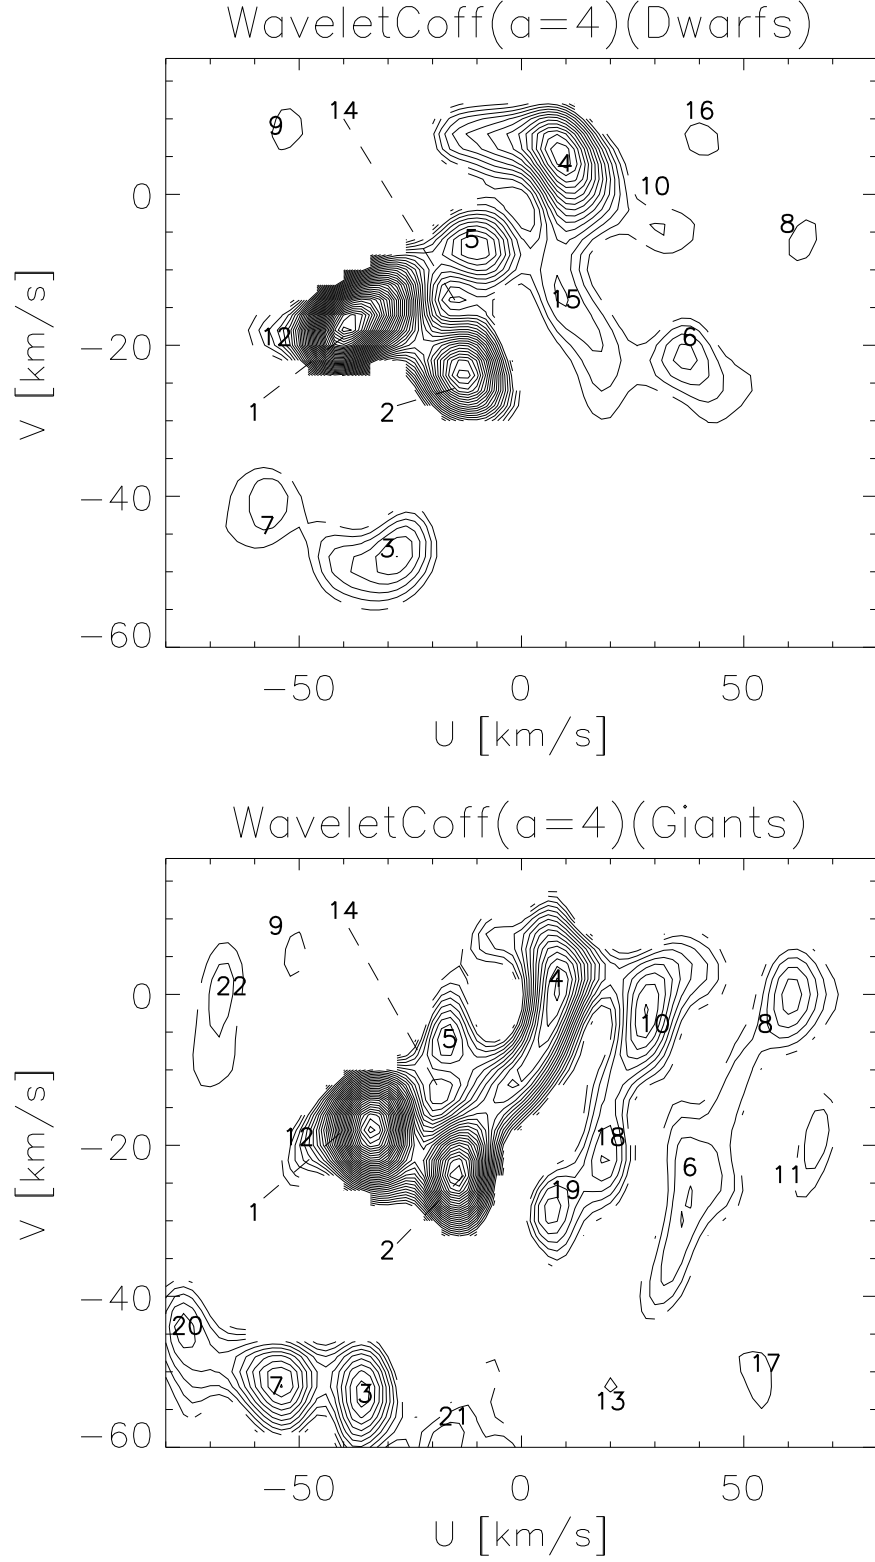 WaveletCoff(a=4)(Dwarfs)
9 14 16
4
10
0
5 8
15
12 6
−20
1 2
−40
7
3
−60
−50 0 50
U [km/s]
V [km/s]
WaveletCoff(a=4)(Giants)
9 14
22 4
0
10 8
5
12 18
−20
6 11
19
1
2
−40
20
17
7 3 13
21
−60
−50 0 50
U [km/s]
V [km/s]